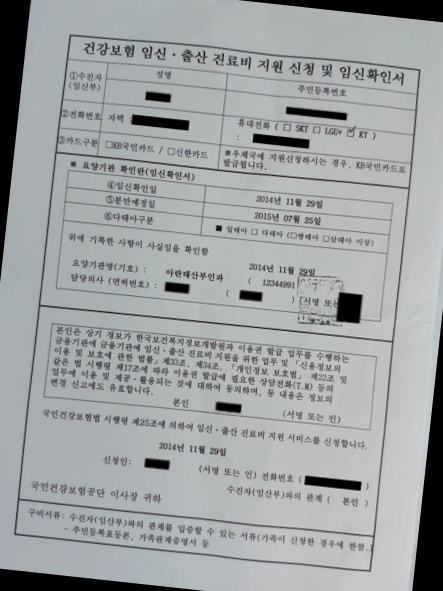 건강보험 임신·출산 진료비 지원 신청 및 임신확인서
①수진자 (임신부) 성명 주민등록번호
②전화번호 자택 : 휴대전화 ( □ SKT □ LGU+ ☑ KT ) :
③카드구분 □KB국민카드 / □신한카드 ※우체국에 지원신청하시는 경우, KB국민카드로 발급됩니다.
※ 요양기관 확인란(임신확인서)
④임신확인일 2014년 11월 29일
⑤분만예정일 2015년 07월 25일
⑥다태아구분 ■ 일태아 □ 다태아 (□쌍태아 □삼태아 이상)
위에 기록한 사항이 사실임을 확인함
2014년 11월 29일
요양기관명(기호) : 아란태산부인과 ( 12344991
담당의사 (면허번호) : ( ) (서명 또는
본인은 상기 정보가 한국보건복지정보개발원과 이용권 발급 업무를 수행하는
금융기관에 금융기관에 임신·출산 진료비 지원을 위한 업무 및 「신용정보의
이용 및 보호에 관한 법률」 제33조, 제34조, 「개인정보 보호법」 제22조 및
같은 법 시행령 제17조에 따라 이용권 발급에 필요한 상담전화(T.M) 등의
업무에 이용 및 제공·활용되는 것에 대하여 동의하며, 동 내용은 정보의
변경 신고에도 유효합니다.
본인 (서명 또는 인)
국민건강보험법 시행령 제25조에 의하여 임신·출산 진료비 지원 서비스를 신청합니다.
2014년 11월 29일
신청인: (서명 또는 인) 전화번호 ( )
수진자(임산부)와의 관계 ( 본인 )
국민건강보험공단 이사장 귀하
구비서류: 수진자(임산부)와의 관계를 입증할 수 있는 서류(가족이 신청한 경우에 한함.)
- 주민등록표등본, 가족관계증명서 등